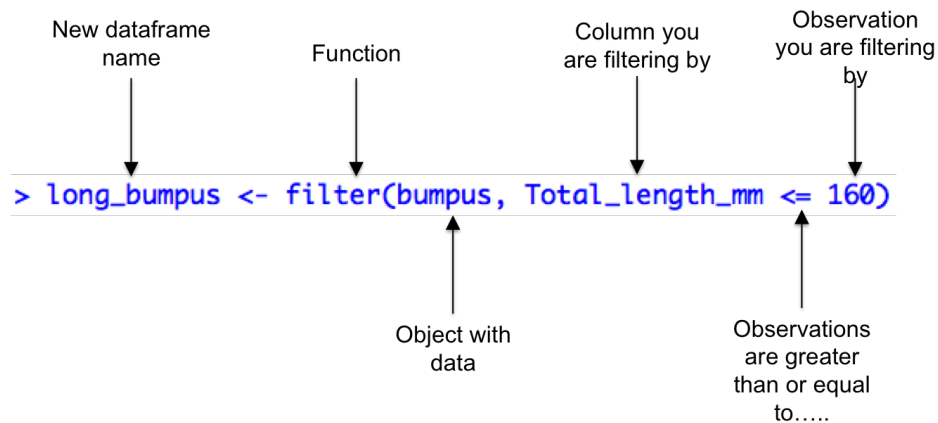 New dataframe
name
Function
Column you
are filtering by
Observation
you are filtering
by
> long_bumpus <- filter(bumpus, Total_length_mm <= 160)
Object with
data
Observations
are greater
than or equal
to…..